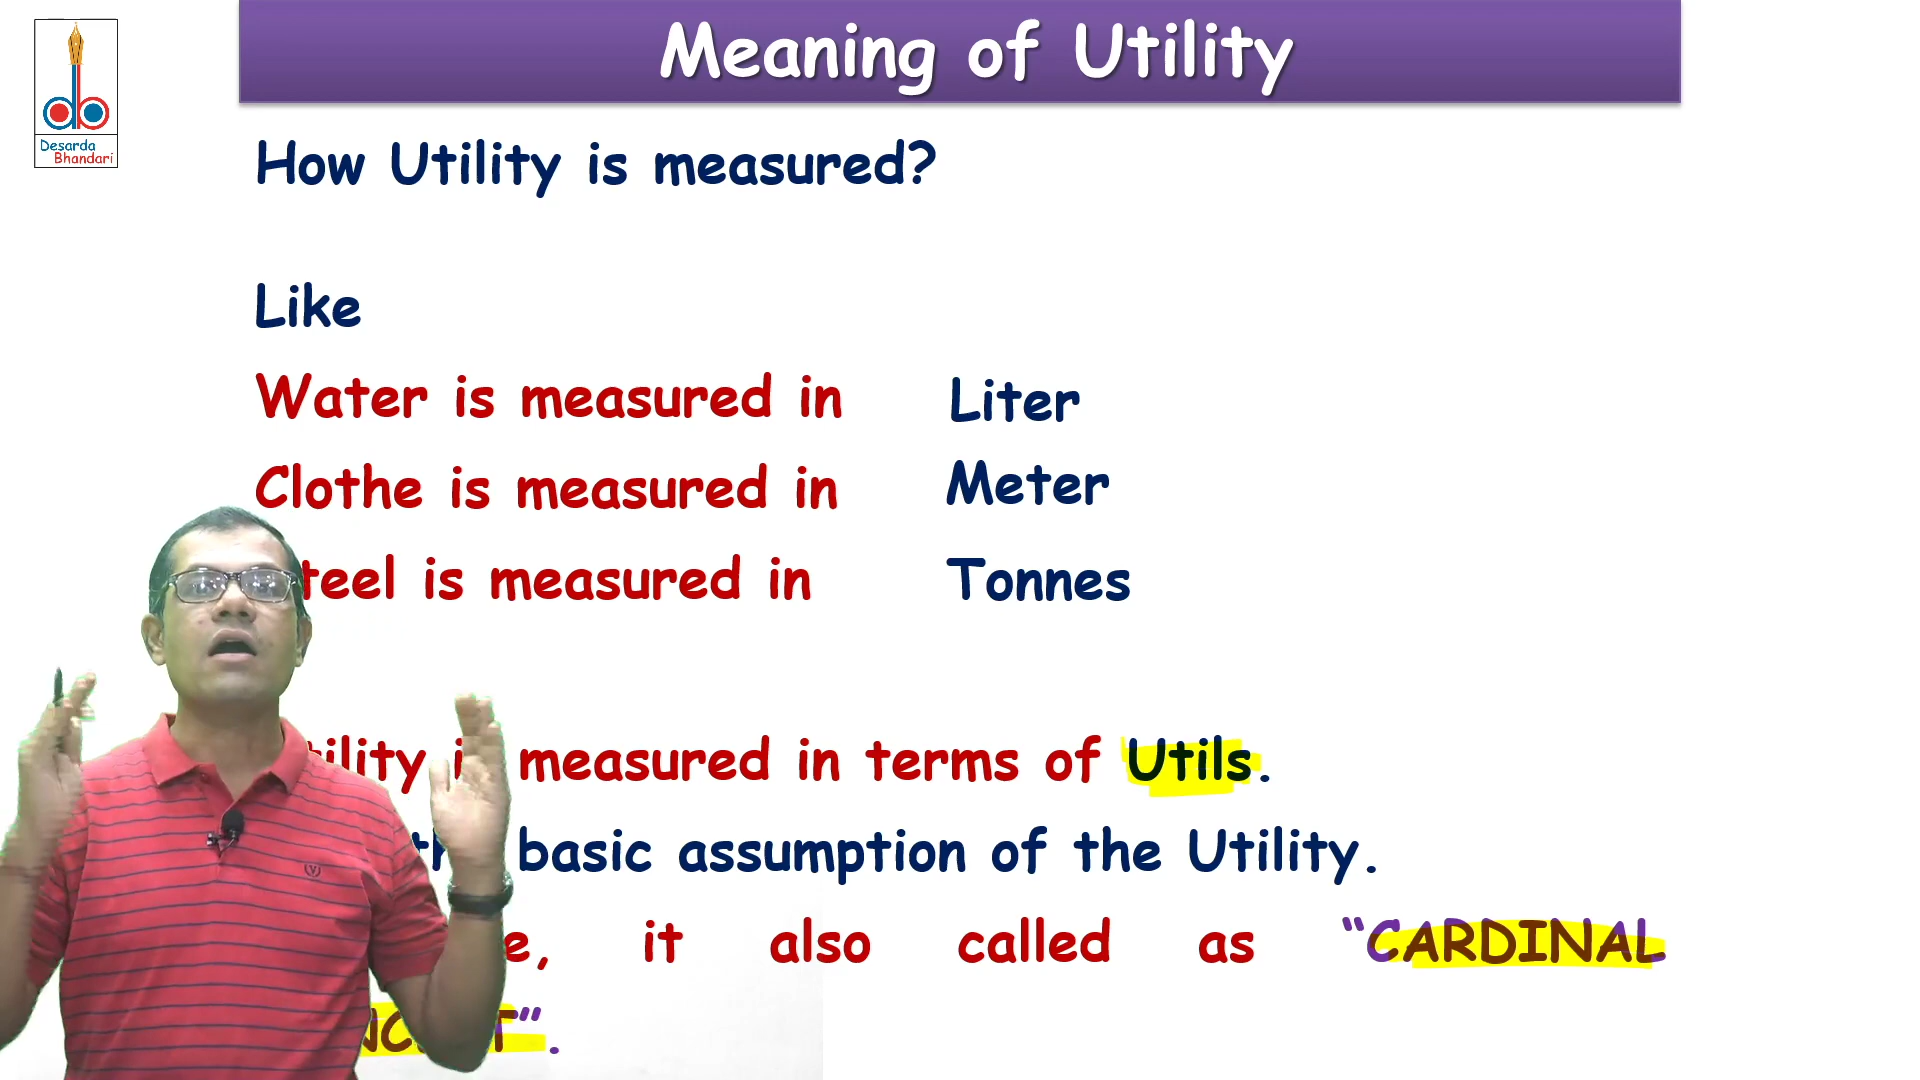 Meaning of Utility
Desarda
Bhandari
How Utility is measured?
Like
Water is measured in Liter
Clothe is measured in Meter
is measured in Tonnes
measured in terms of Utils.
basic assumption of the Utility.
it also called as “CARDINAL